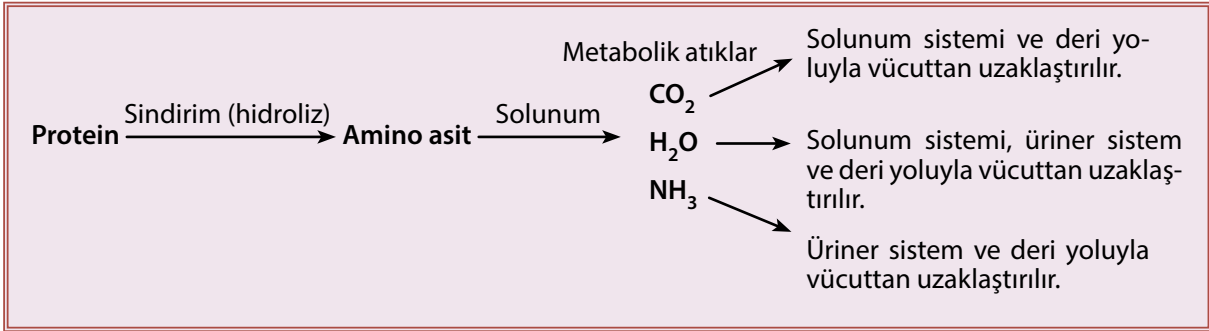 Metabolik atıklar
Solunum sistemi ve deri yo-
luyla vücuttan uzaklaştırılır.
Protein
Sindirim (hidroliz)
Amino asit
Solunum
CO₂
H₂O
NH₃
Solunum sistemi, üriner sistem
ve deri yoluyla vücuttan uzaklaş-
tırılır.
Üriner sistem ve deri yoluyla
vücuttan uzaklaştırılır.